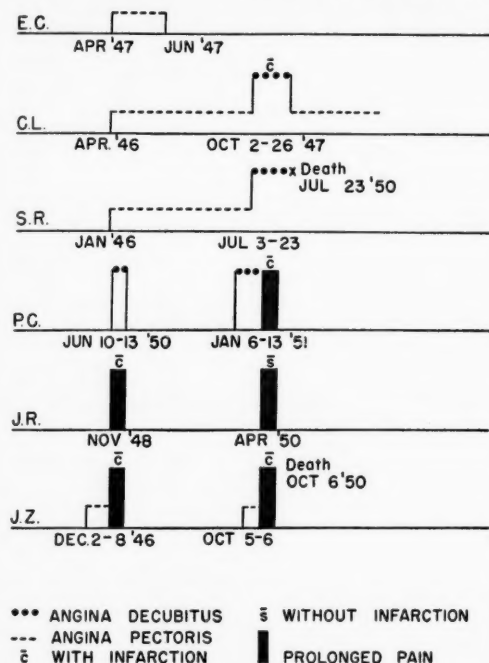 E.C.
APR '47 JUN '47
c̄
C.L.
APR. '46 OCT 2-26 '47
x Death
JUL 23 '50
S.R.
JAN '46 JUL 3-23
c̄
P.C.
JUN 10-13 '50 JAN 6-13 '51
c̄ s̄
J.R.
NOV '48 APR '50
c̄ c̄ Death
OCT 6 '50
J.Z.
DEC. 2-8 '46 OCT 5-6
ANGINA DECUBITUS s̄ WITHOUT INFARCTION
ANGINA PECTORIS
c̄ WITH INFARCTION PROLONGED PAIN